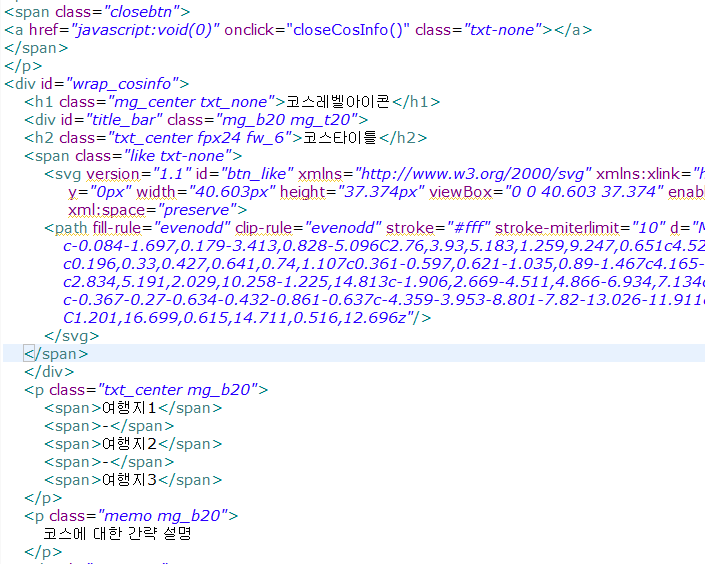 <span class="closebtn">
<a href="javascript:void(0)" onclick="closeCosInfo()" class="txt-none"></a>
</span>
</p>
<div id="wrap_cosinfo">
<h1 class="mg_center txt_none">코스레벨아이콘</h1>
<div id="title_bar" class="mg_b20 mg_t20">
<h2 class="txt_center fpx24 fw_6">코스타이틀</h2>
<span class="like txt-none">
<svg version="1.1" id="btn_like" xmlns="http://www.w3.org/2000/svg" xmlns:xlink="h
y="0px" width="40.603px" height="37.374px" viewBox="0 0 40.603 37.374" enab
xml:space="preserve">
<path fill-rule="evenodd" clip-rule="evenodd" stroke="#fff" stroke-miterlimit="10" d="M
c-0.084-1.697,0.179-3.413,0.828-5.096C2.76,3.93,5.183,1.259,9.247,0.651c4.52
c0.196,0.33,0.427,0.641,0.74,1.107c0.361-0.597,0.621-1.035,0.89-1.467c4.165-
c2.834,5.191,2.029,10.258-1.225,14.813c-1.906,2.669-4.511,4.866-6.934,7.134c
c-0.367-0.27-0.634-0.432-0.861-0.637c-4.359-3.953-8.801-7.82-13.026-11.911c
C1.201,16.699,0.615,14.711,0.516,12.696z"/>
</svg>
</span>
</div>
<p class="txt_center mg_b20">
<span>여행지1</span>
<span>-</span>
<span>여행지2</span>
<span>-</span>
<span>여행지3</span>
</p>
<p class="memo mg_b20">
코스에 대한 간략 설명
</p>